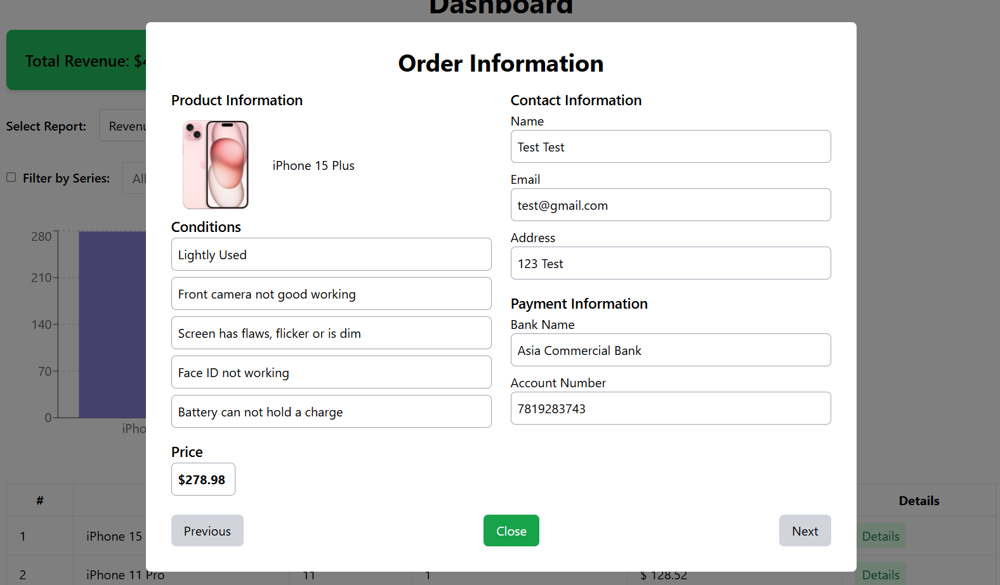 Dashboard
Total Revenue: $
Select Report:
Filter by Series:
280
210
140
70
0
Order Information
Product Information
iPhone 15 Plus
Conditions
Lightly Used
Front camera not good working
Screen has flaws, flicker or is dim
Face ID not working
Battery can not hold a charge
Price
$278.98
Contact Information
Name
Test Test
Email
test@gmail.com
Address
123 Test
Payment Information
Bank Name
Asia Commercial Bank
Account Number
7819283743
Previous
Close
Next
# Details
1 iPhone 15 Details
2 iPhone 11 Pro 11 1 $ 128.52 Details